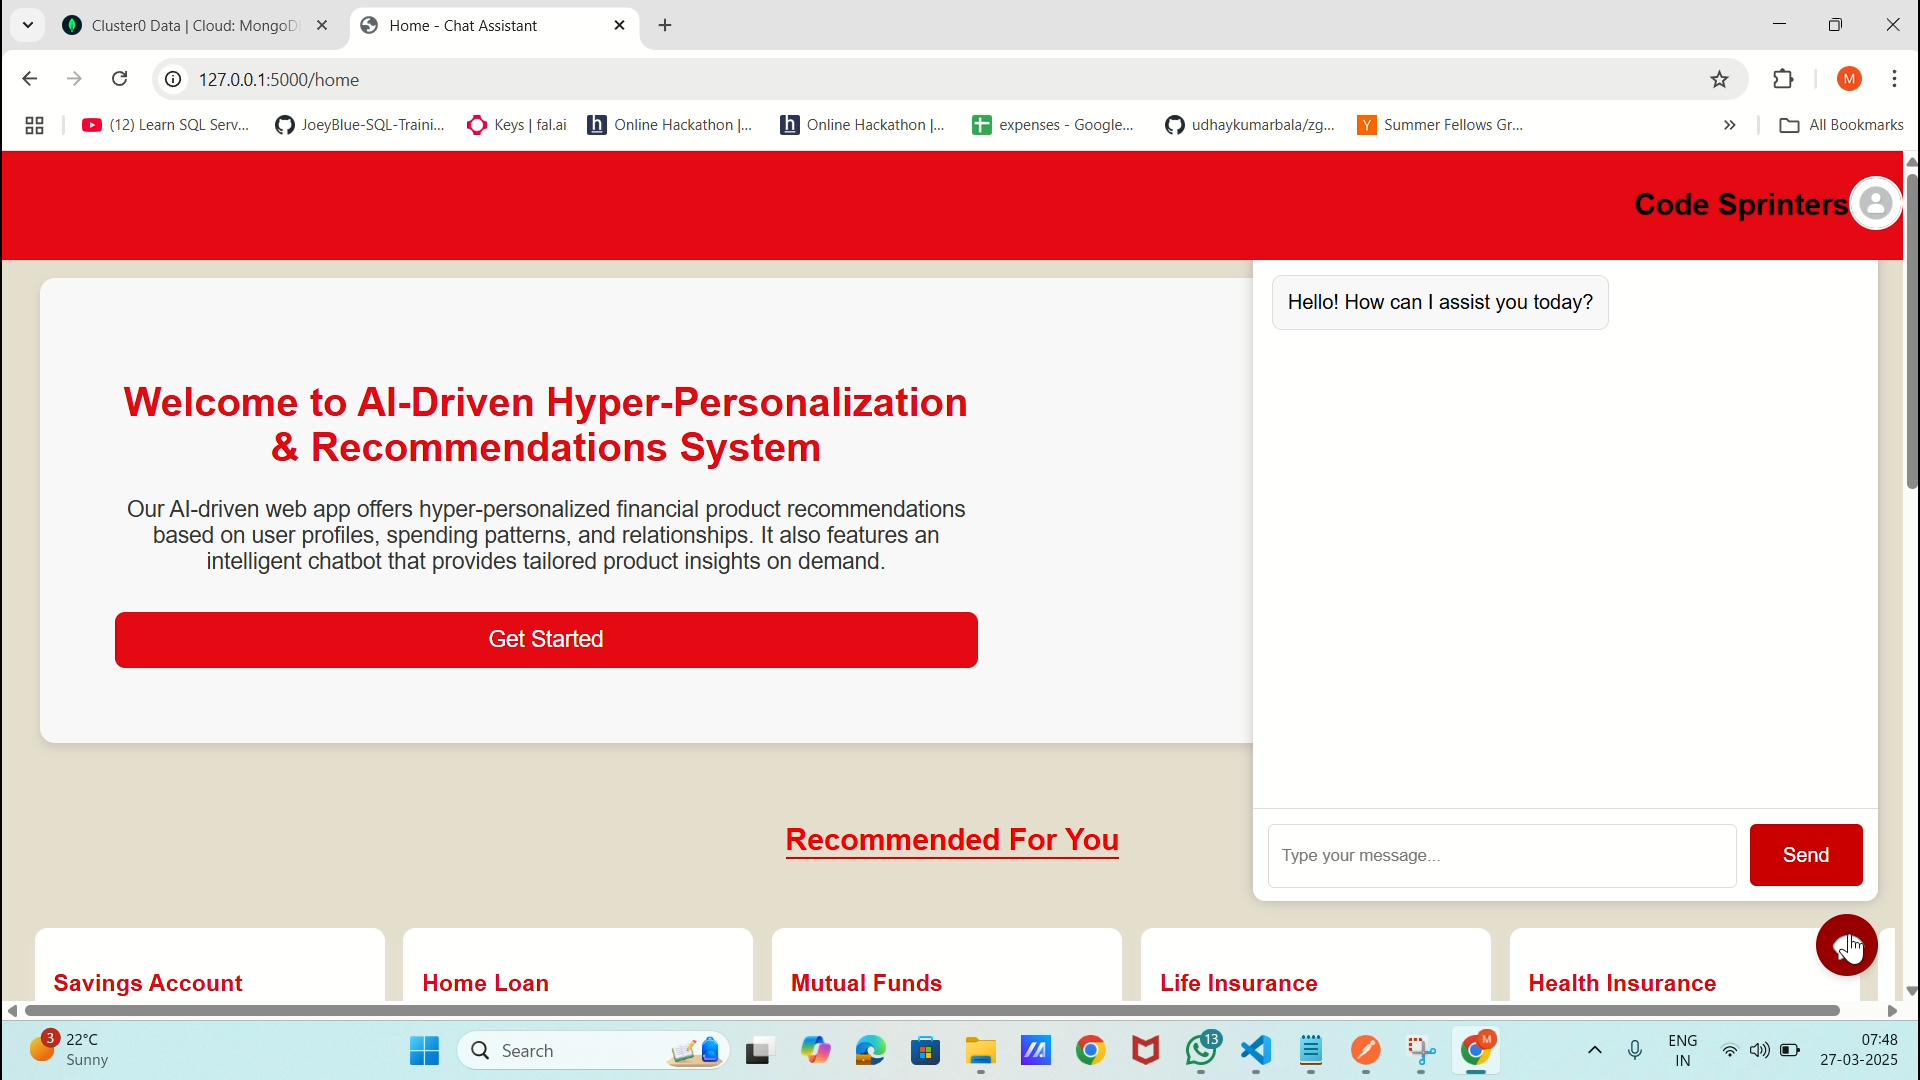 Cluster0 Data | Cloud: MongoD
Home - Chat Assistant
127.0.0.1:5000/home
M
(12) Learn SQL Serv...
JoeyBlue-SQL-Traini...
Keys | fal.ai
Online Hackathon |...
Online Hackathon |...
expenses - Google...
udhaykumarbala/zg...
Summer Fellows Gr...
All Bookmarks
Code Sprinters
Hello! How can I assist you today?
Welcome to AI-Driven Hyper-Personalization
& Recommendations System
Our AI-driven web app offers hyper-personalized financial product recommendations
based on user profiles, spending patterns, and relationships. It also features an
intelligent chatbot that provides tailored product insights on demand.
Get Started
Recommended For You
Type your message...
Send
Savings Account
Home Loan
Mutual Funds
Life Insurance
Health Insurance
3
22°C
Sunny
Search
13
M
ENG
IN
07:48
27-03-2025